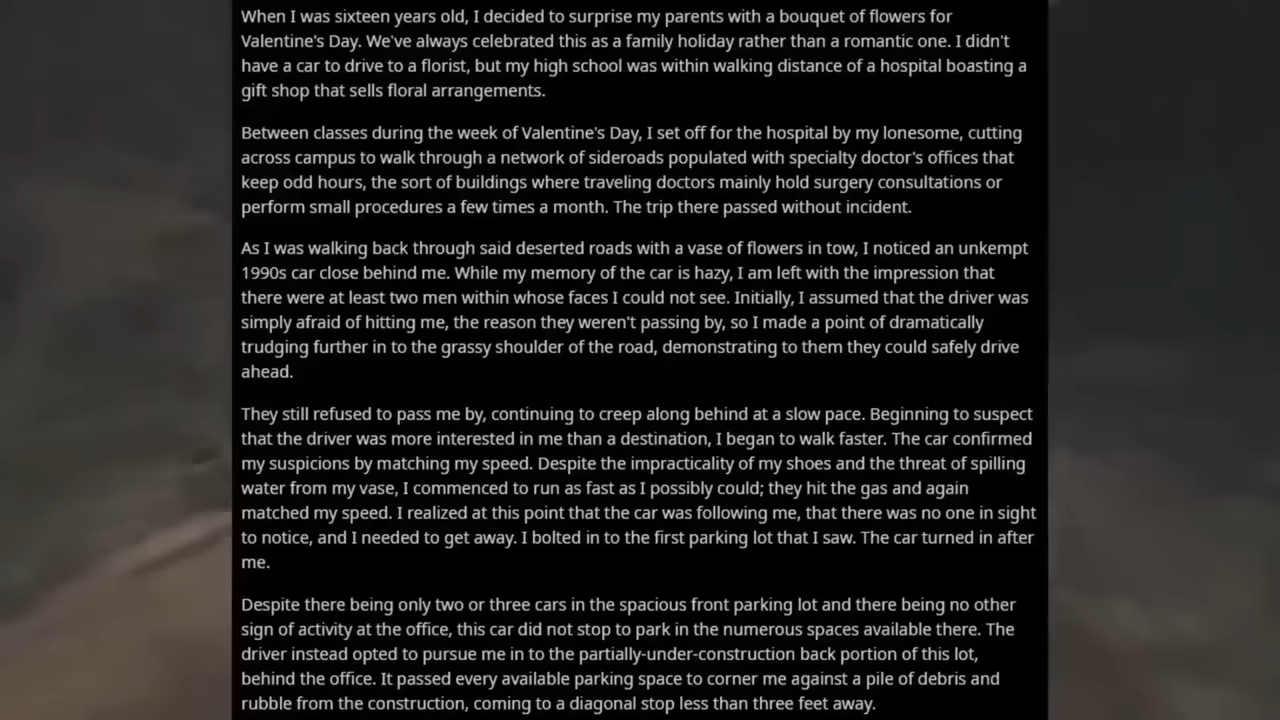 When I was sixteen years old, I decided to surprise my parents with a bouquet of flowers for
Valentine's Day. We've always celebrated this as a family holiday rather than a romantic one. I didn't
have a car to drive to a florist, but my high school was within walking distance of a hospital boasting a
gift shop that sells floral arrangements.
Between classes during the week of Valentine's Day, I set off for the hospital by my lonesome, cutting
across campus to walk through a network of sideroads populated with specialty doctor's offices that
keep odd hours, the sort of buildings where traveling doctors mainly hold surgery consultations or
perform small procedures a few times a month. The trip there passed without incident.
As I was walking back through said deserted roads with a vase of flowers in tow, I noticed an unkempt
1990s car close behind me. While my memory of the car is hazy, I am left with the impression that
there were at least two men within whose faces I could not see. Initially, I assumed that the driver was
simply afraid of hitting me, the reason they weren't passing by, so I made a point of dramatically
trudging further in to the grassy shoulder of the road, demonstrating to them they could safely drive
ahead.
They still refused to pass me by, continuing to creep along behind at a slow pace. Beginning to suspect
that the driver was more interested in me than a destination, I began to walk faster. The car confirmed
my suspicions by matching my speed. Despite the impracticality of my shoes and the threat of spilling
water from my vase, I commenced to run as fast as I possibly could; they hit the gas and again
matched my speed. I realized at this point that the car was following me, that there was no one in sight
to notice, and I needed to get away. I bolted in to the first parking lot that I saw. The car turned in after
me.
Despite there being only two or three cars in the spacious front parking lot and there being no other
sign of activity at the office, this car did not stop to park in the numerous spaces available there. The
driver instead opted to pursue me in to the partially-under-construction back portion of this lot,
behind the office. It passed every available parking space to corner me against a pile of debris and
rubble from the construction, coming to a diagonal stop less than three feet away.